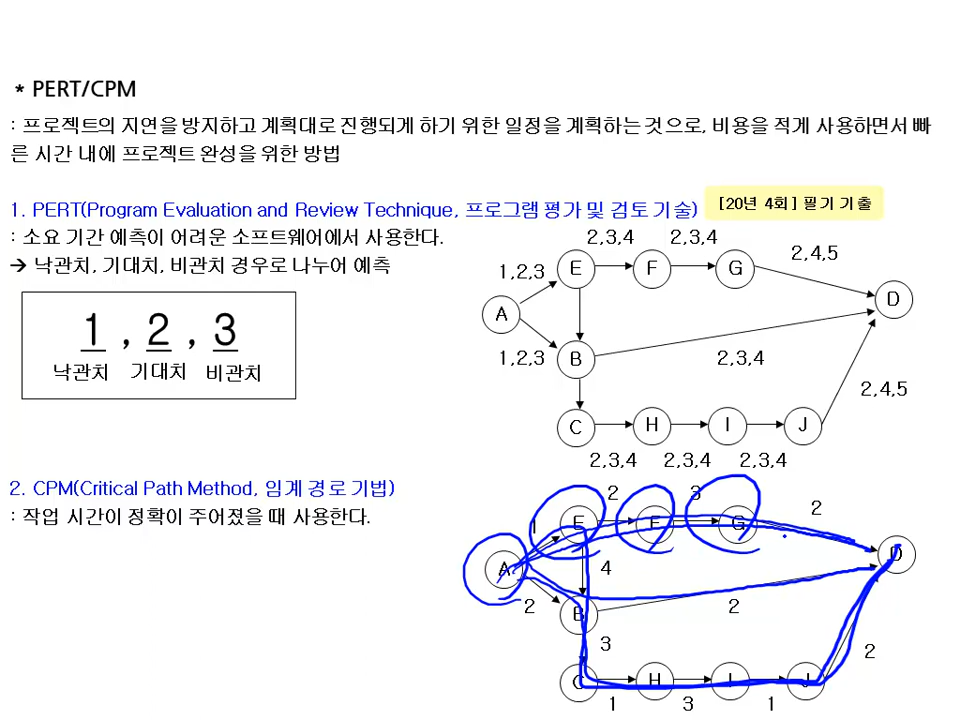 * PERT/CPM
: 프로젝트의 지연을 방지하고 계획대로 진행되게 하기 위한 일정을 계획하는 것으로, 비용을 적게 사용하면서 빠
른 시간 내에 프로젝트 완성을 위한 방법
1. PERT(Program Evaluation and Review Technique, 프로그램 평가 및 검토 기술)
[20년 4회] 필기 기출
: 소요 기간 예측이 어려운 소프트웨어에서 사용한다.
→ 낙관치, 기대치, 비관치 경우로 나누어 예측
1 , 2 , 3
낙관치 기대치 비관치
2,3,4 2,3,4
2,4,5
1,2,3 E F G
D
A
1,2,3 B 2,3,4
2,4,5
C H I J
2,3,4 2,3,4 2,3,4
2. CPM(Critical Path Method, 임계 경로 기법)
: 작업 시간이 정확이 주어졌을 때 사용한다.
2 3
2
1 E F G
A 4 D
2 B 2
3
2
C H I J
1 3 1